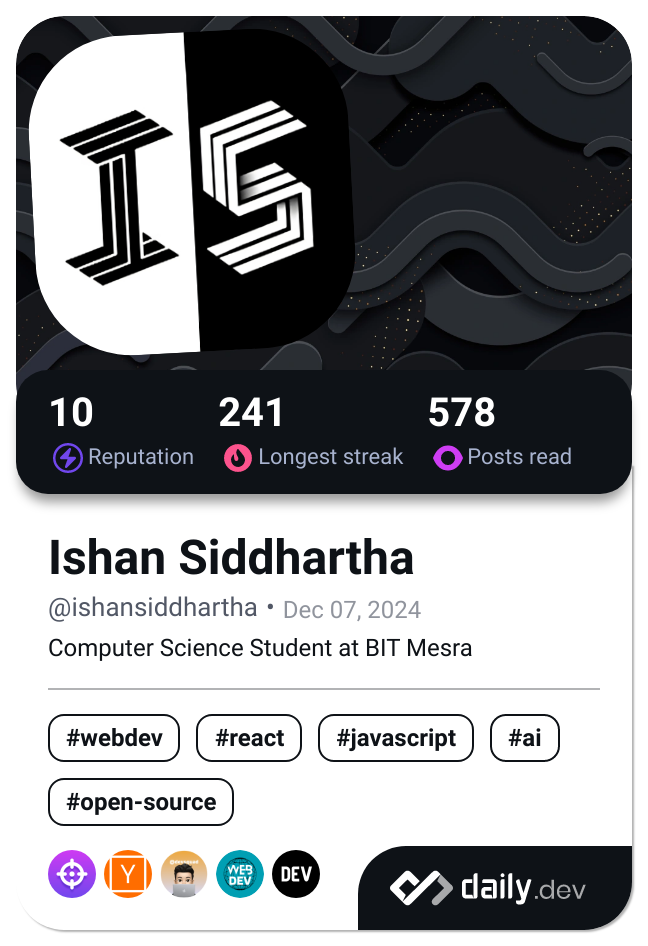 IS
10 241 578
Reputation Longest streak Posts read
Ishan Siddhartha
@ishansiddhartha • Dec 07, 2024
Computer Science Student at BIT Mesra
#webdev #react #javascript #ai
#open-source
Y WEB DEV DEV
daily.dev